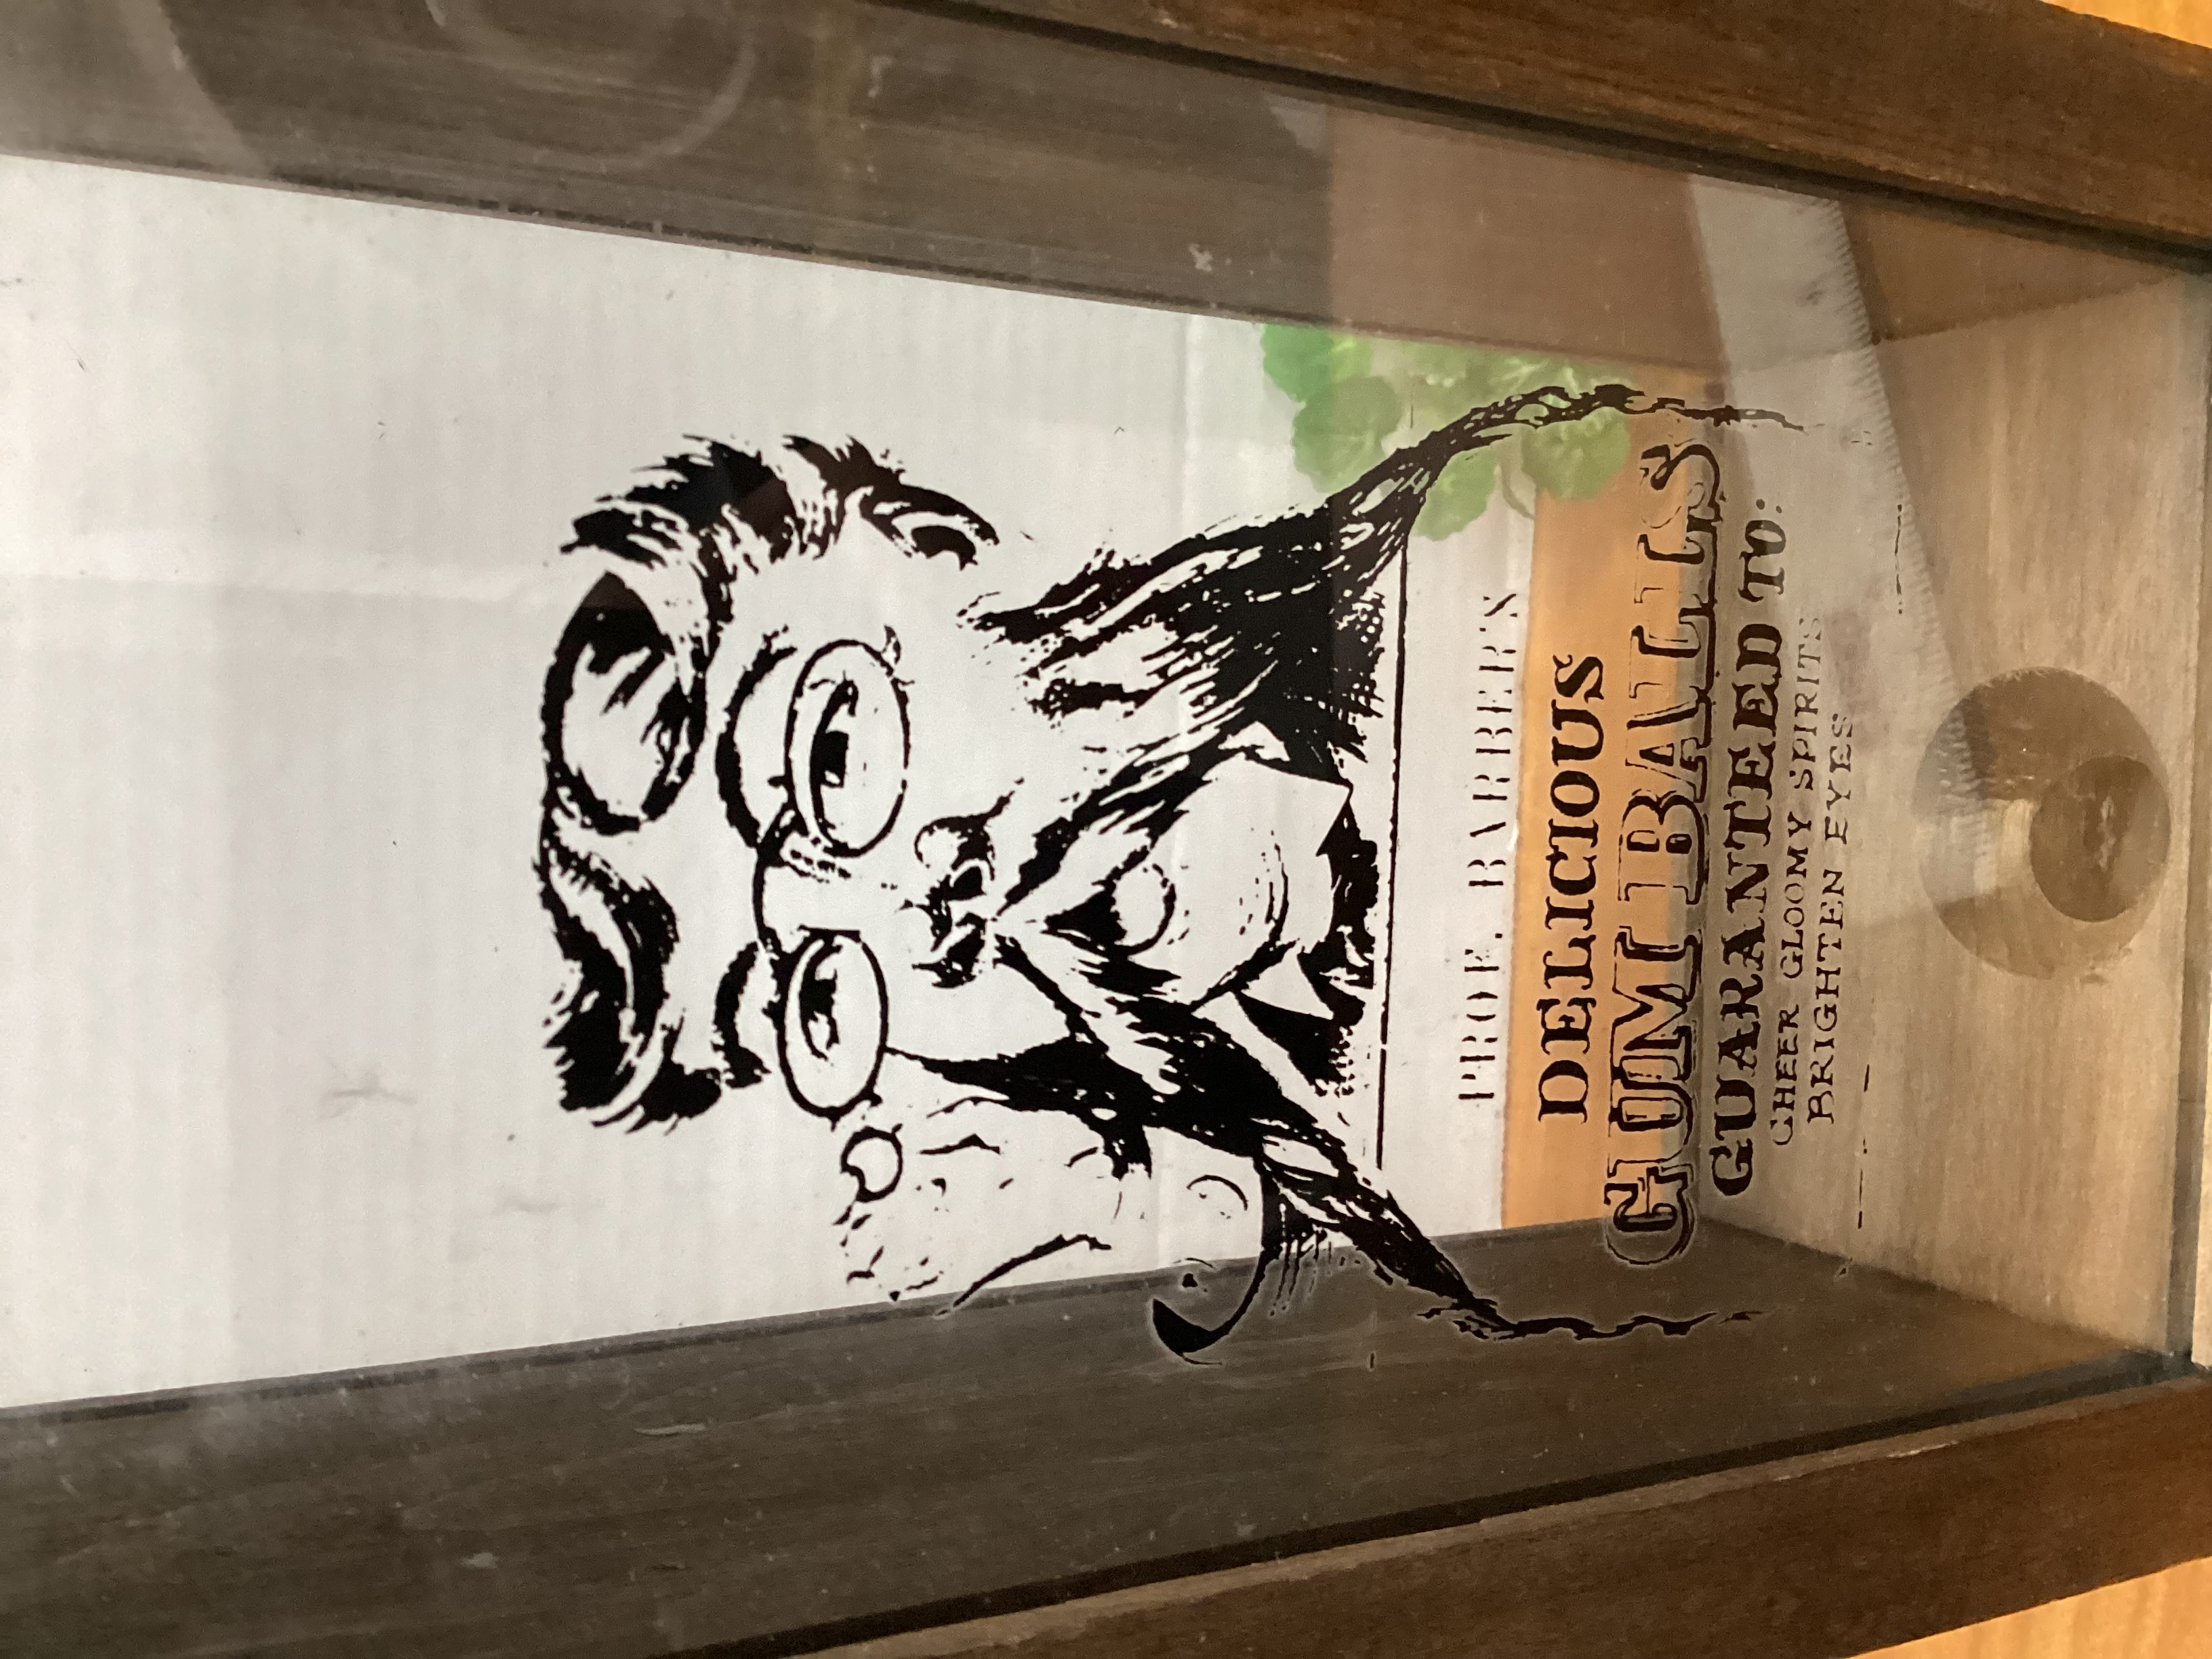 PROF. BARBER'S
DELICIOUS
GUM BALLS
GUARANTEED TO:
CHEER GLOOMY SPIRITS
BRIGHTEN EYES